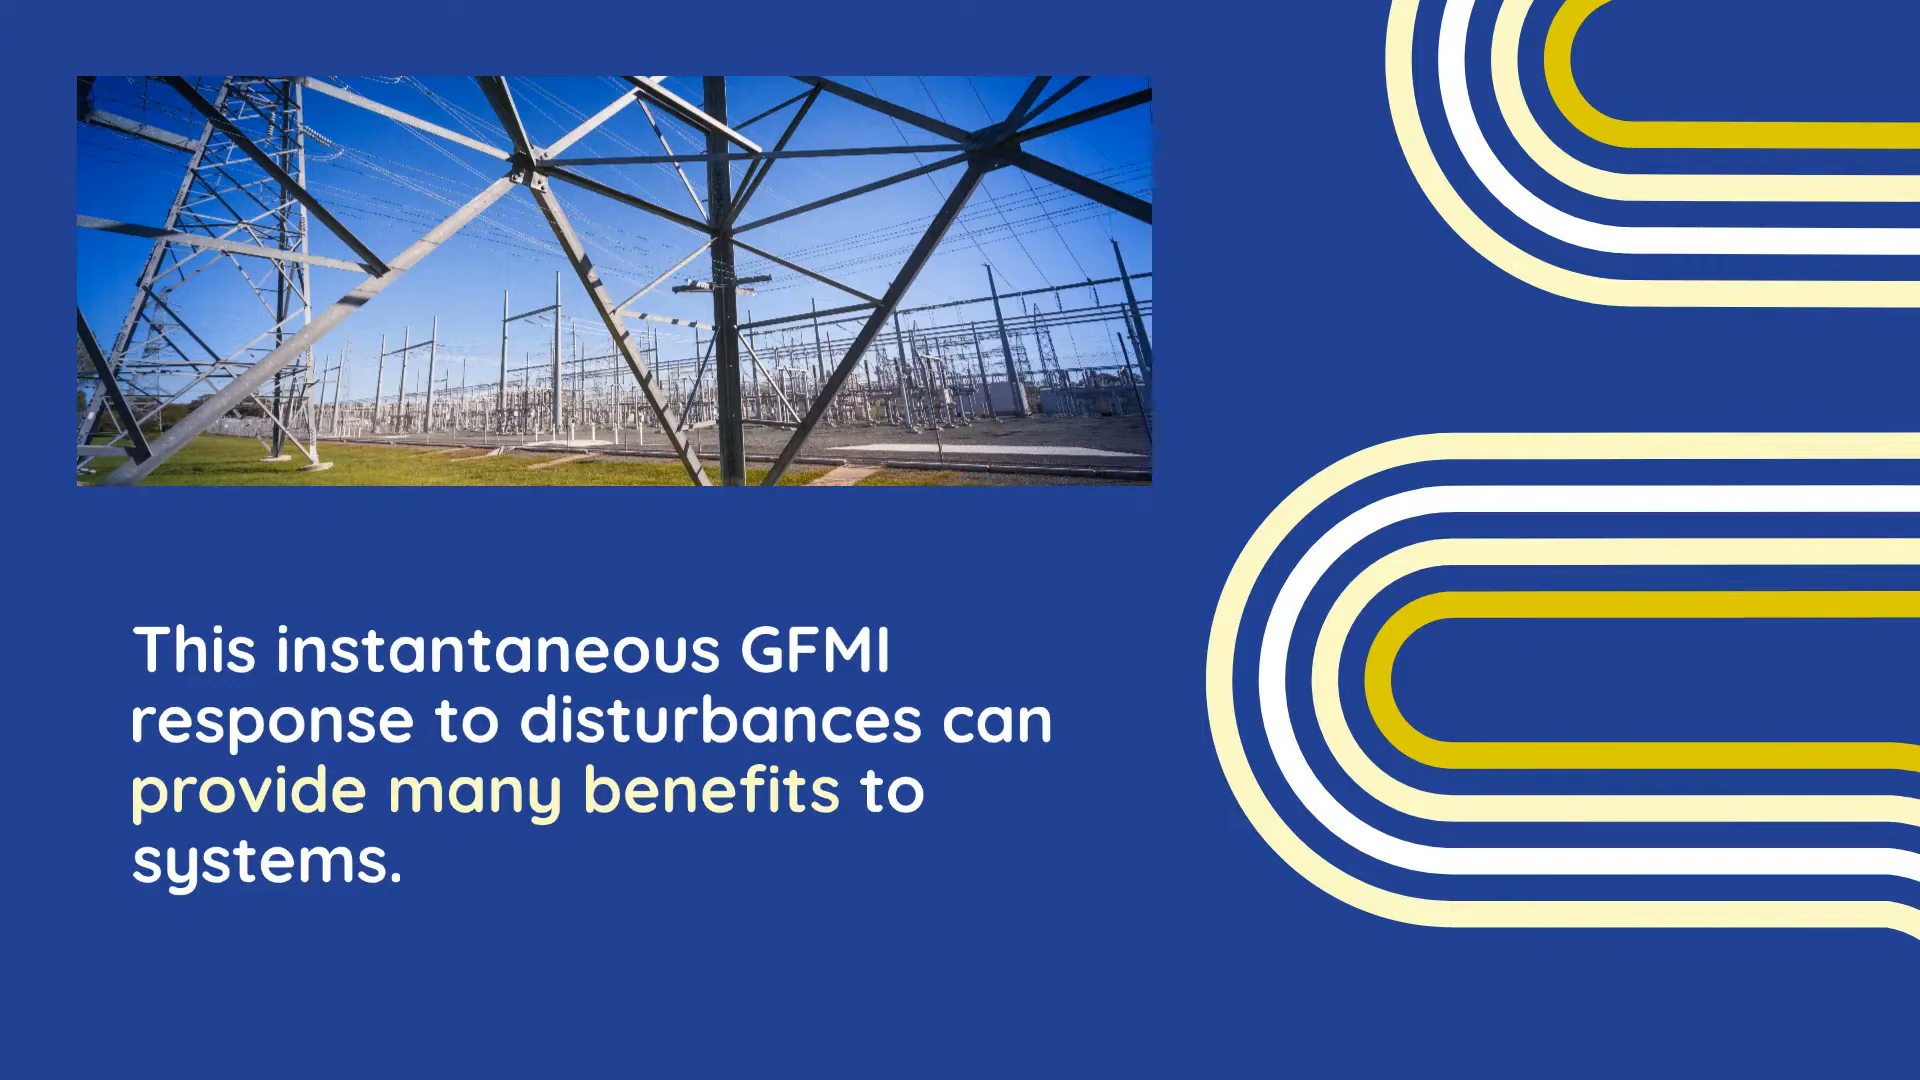 This instantaneous GFMI
response to disturbances can
provide many benefits to
systems.